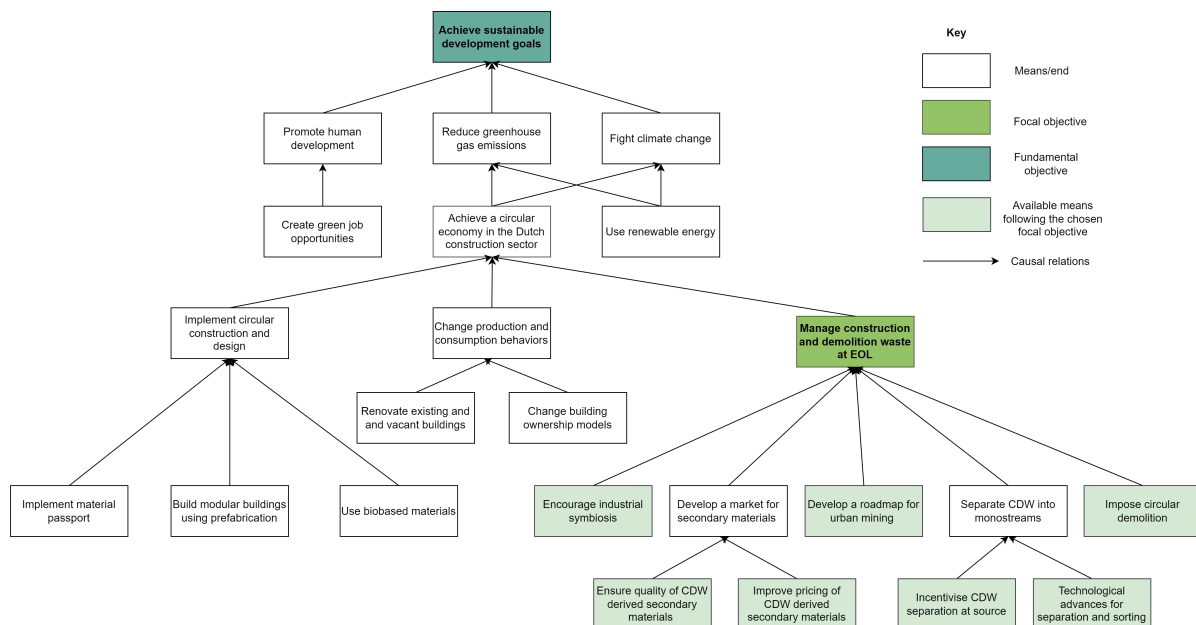 Achieve sustainable
development goals
Key
Means/end
Promote human
development
Reduce greenhouse
gas emissions
Fight climate change
Focal objective
Fundamental
objective
Create green job
opportunities
Achieve a circular
economy in the Dutch
construction sector
Use renewable energy
Available means
following the chosen
focal objective
Causal relations
Implement circular
construction and
design
Change production and
consumption behaviors
Manage construction
and demolition waste
at EOL
Renovate existing and
and vacant buildings
Change building
ownership models
Implement material
passport
Build modular buildings
using prefabrication
Use biobased materials
Encourage industrial
symbiosis
Develop a market for
secondary materials
Develop a roadmap for
urban mining
Separate CDW into
monostreams
Impose circular
demolition
Ensure quality of CDW
derived secondary
materials
Improve pricing of
CDW derived
secondary materials
Incentivise CDW
separation at source
Technological
advances for
separation and sorting